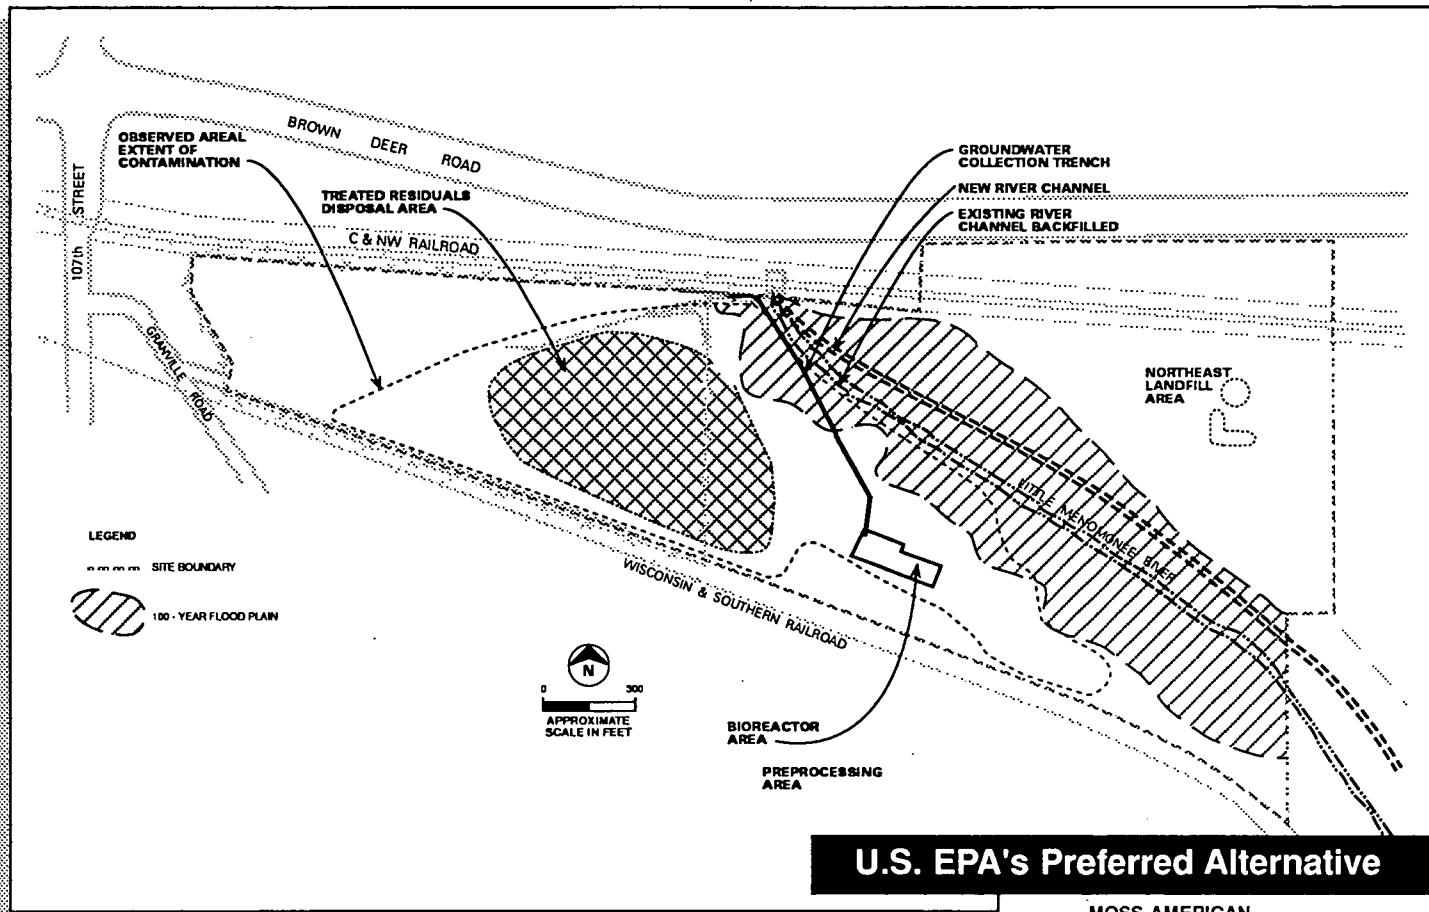 BROWN DEER ROAD
OBSERVED AREAL
EXTENT OF
CONTAMINATION
GROUNDWATER
COLLECTION TRENCH
107th STREET
TREATED RESIDUALS
DISPOSAL AREA
NEW RIVER CHANNEL
EXISTING RIVER
CHANNEL BACKFILLED
C & NW RAILROAD
GRANVILLE ROAD
NORTHEAST
LANDFILL
AREA
LITTLE MENOMONEE RIVER
LEGEND
SITE BOUNDARY
100 - YEAR FLOOD PLAIN
WISCONSIN & SOUTHERN RAILROAD
N
0 300
APPROXIMATE
SCALE IN FEET
BIOREACTOR
AREA
PREPROCESSING
AREA
U.S. EPA's Preferred Alternative
MOSS-AMERICAN